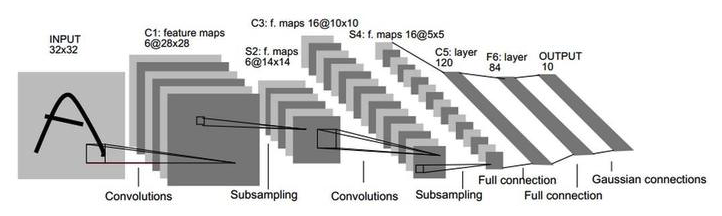 INPUT
32x32
C1: feature maps
6@28x28
S2: f. maps
6@14x14
C3: f. maps 16@10x10
S4: f. maps 16@5x5
C5: layer
120
F6: layer
84
OUTPUT
10
A
Convolutions
Subsampling
Convolutions
Subsampling
Full connection
Full connection
Gaussian connections